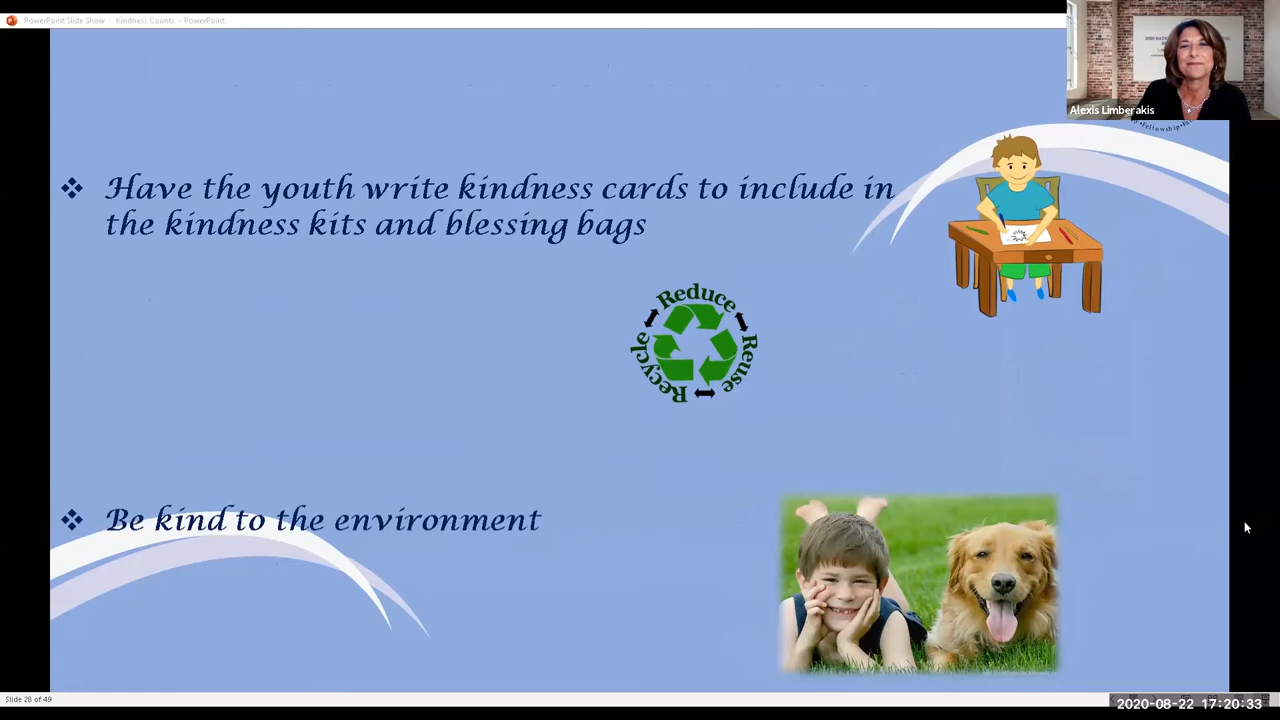 PowerPoint Slide Show - Kindness Counts - PowerPoint
Alexis Limberakis
Have the youth write kindness cards to include in
the kindness kits and blessing bags
Reduce
Reuse
Recycle
Be kind to the environment
Slide 28 of 49
2020-08-22 17:20:33